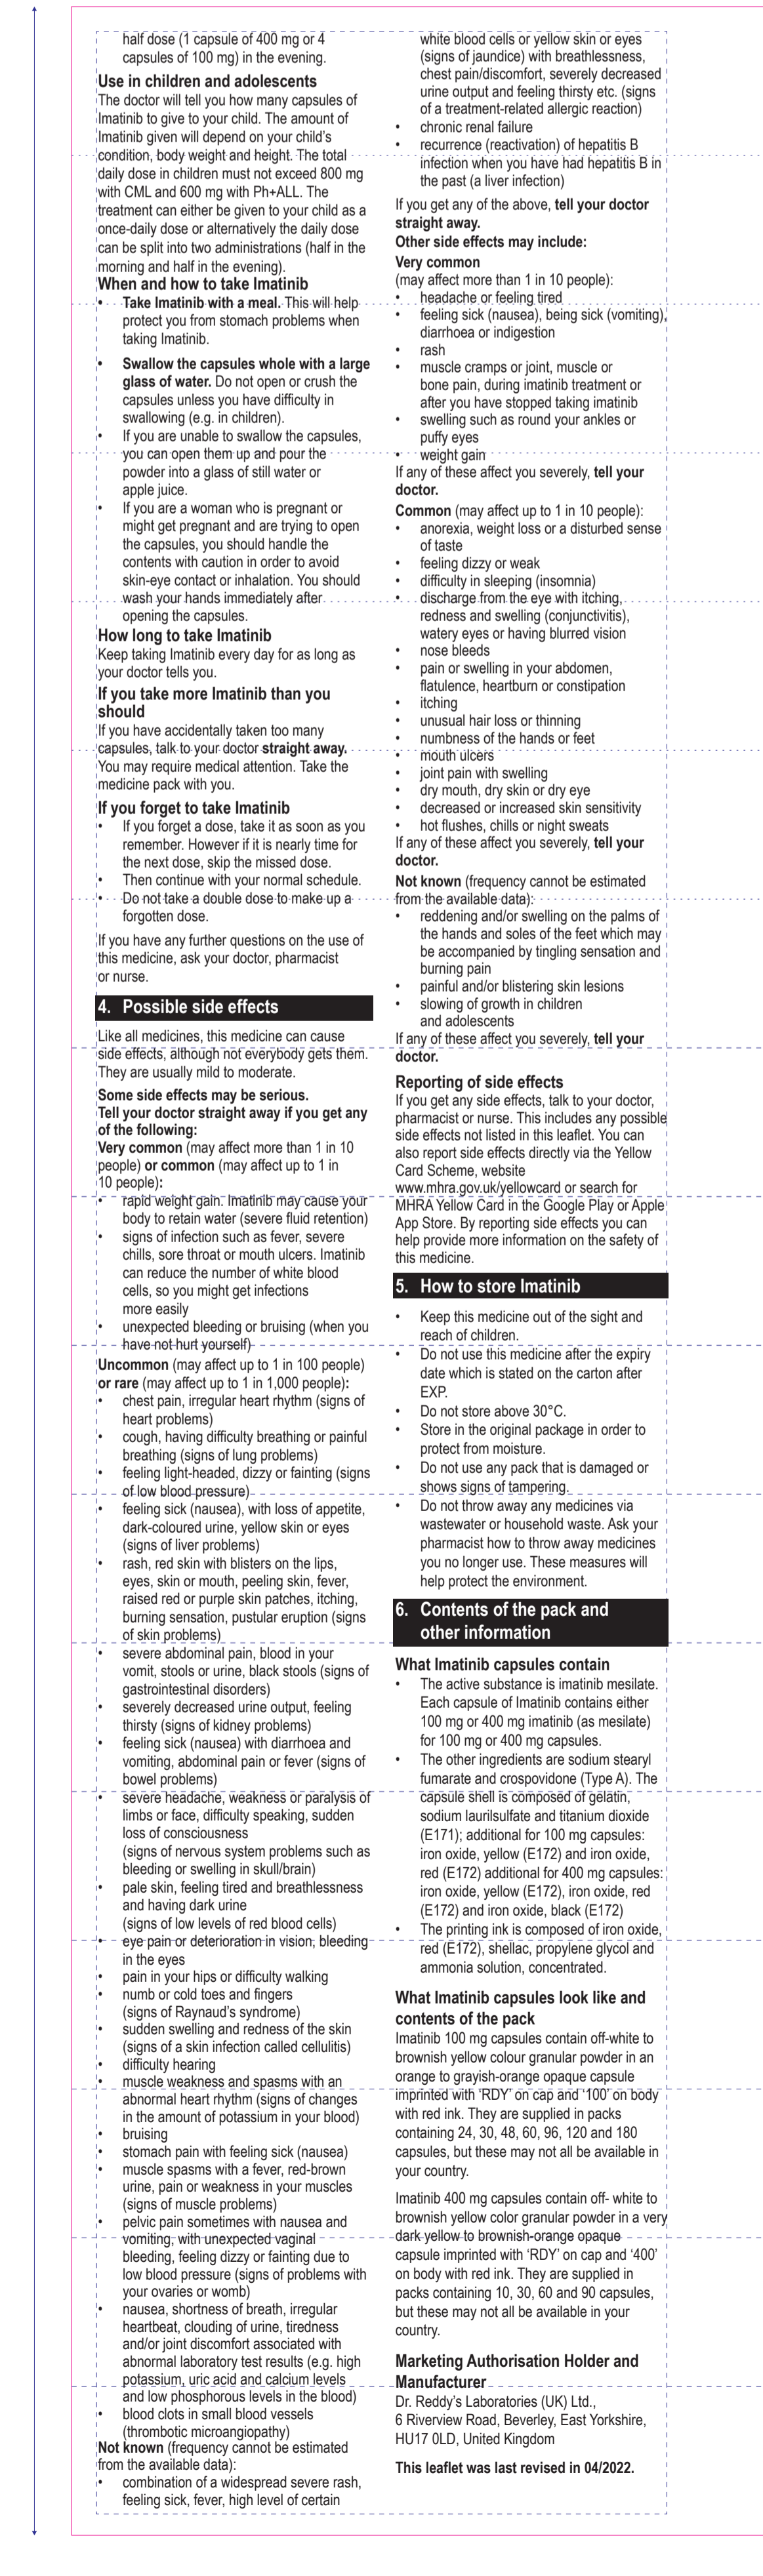 half dose (1 capsule of 400 mg or 4
capsules of 100 mg) in the evening.
Use in children and adolescents
The doctor will tell you how many capsules of
Imatinib to give to your child. The amount of
Imatinib given will depend on your child’s
condition, body weight and height. The total
daily dose in children must not exceed 800 mg
with CML and 600 mg with Ph+ALL. The
treatment can either be given to your child as a
once-daily dose or alternatively the daily dose
can be split into two administrations (half in the
morning and half in the evening).
When and how to take Imatinib
• Take Imatinib with a meal. This will help
protect you from stomach problems when
taking Imatinib.
• Swallow the capsules whole with a large
glass of water. Do not open or crush the
capsules unless you have difficulty in
swallowing (e.g. in children).
• If you are unable to swallow the capsules,
you can open them up and pour the
powder into a glass of still water or
apple juice.
• If you are a woman who is pregnant or
might get pregnant and are trying to open
the capsules, you should handle the
contents with caution in order to avoid
skin-eye contact or inhalation. You should
wash your hands immediately after
opening the capsules.
How long to take Imatinib
Keep taking Imatinib every day for as long as
your doctor tells you.
If you take more Imatinib than you
should
If you have accidentally taken too many
capsules, talk to your doctor straight away.
You may require medical attention. Take the
medicine pack with you.
If you forget to take Imatinib
• If you forget a dose, take it as soon as you
remember. However if it is nearly time for
the next dose, skip the missed dose.
• Then continue with your normal schedule.
• Do not take a double dose to make up a
forgotten dose.
If you have any further questions on the use of
this medicine, ask your doctor, pharmacist
or nurse.
4. Possible side effects
Like all medicines, this medicine can cause
side effects, although not everybody gets them.
They are usually mild to moderate.
Some side effects may be serious.
Tell your doctor straight away if you get any
of the following:
Very common (may affect more than 1 in 10
people) or common (may affect up to 1 in
10 people):
• rapid weight gain. Imatinib may cause your
body to retain water (severe fluid retention)
• signs of infection such as fever, severe
chills, sore throat or mouth ulcers. Imatinib
can reduce the number of white blood
cells, so you might get infections
more easily
• unexpected bleeding or bruising (when you
have not hurt yourself)
Uncommon (may affect up to 1 in 100 people)
or rare (may affect up to 1 in 1,000 people):
• chest pain, irregular heart rhythm (signs of
heart problems)
• cough, having difficulty breathing or painful
breathing (signs of lung problems)
• feeling light-headed, dizzy or fainting (signs
of low blood pressure)
• feeling sick (nausea), with loss of appetite,
dark-coloured urine, yellow skin or eyes
(signs of liver problems)
• rash, red skin with blisters on the lips,
eyes, skin or mouth, peeling skin, fever,
raised red or purple skin patches, itching,
burning sensation, pustular eruption (signs
of skin problems)
• severe abdominal pain, blood in your
vomit, stools or urine, black stools (signs of
gastrointestinal disorders)
• severely decreased urine output, feeling
thirsty (signs of kidney problems)
• feeling sick (nausea) with diarrhoea and
vomiting, abdominal pain or fever (signs of
bowel problems)
• severe headache, weakness or paralysis of
limbs or face, difficulty speaking, sudden
loss of consciousness
(signs of nervous system problems such as
bleeding or swelling in skull/brain)
• pale skin, feeling tired and breathlessness
and having dark urine
(signs of low levels of red blood cells)
• eye pain or deterioration in vision, bleeding
in the eyes
• pain in your hips or difficulty walking
• numb or cold toes and fingers
(signs of Raynaud’s syndrome)
• sudden swelling and redness of the skin
(signs of a skin infection called cellulitis)
• difficulty hearing
• muscle weakness and spasms with an
abnormal heart rhythm (signs of changes
in the amount of potassium in your blood)
• bruising
• stomach pain with feeling sick (nausea)
• muscle spasms with a fever, red-brown
urine, pain or weakness in your muscles
(signs of muscle problems)
• pelvic pain sometimes with nausea and
vomiting, with unexpected vaginal
bleeding, feeling dizzy or fainting due to
low blood pressure (signs of problems with
your ovaries or womb)
• nausea, shortness of breath, irregular
heartbeat, clouding of urine, tiredness
and/or joint discomfort associated with
abnormal laboratory test results (e.g. high
potassium, uric acid and calcium levels
and low phosphorous levels in the blood)
• blood clots in small blood vessels
(thrombotic microangiopathy)
Not known (frequency cannot be estimated
from the available data):
• combination of a widespread severe rash,
feeling sick, fever, high level of certain
white blood cells or yellow skin or eyes
(signs of jaundice) with breathlessness,
chest pain/discomfort, severely decreased
urine output and feeling thirsty etc. (signs
of a treatment-related allergic reaction)
• chronic renal failure
• recurrence (reactivation) of hepatitis B
infection when you have had hepatitis B in
the past (a liver infection)
If you get any of the above, tell your doctor
straight away.
Other side effects may include:
Very common
(may affect more than 1 in 10 people):
• headache or feeling tired
• feeling sick (nausea), being sick (vomiting),
diarrhoea or indigestion
• rash
• muscle cramps or joint, muscle or
bone pain, during imatinib treatment or
after you have stopped taking imatinib
• swelling such as round your ankles or
puffy eyes
• weight gain
If any of these affect you severely, tell your
doctor.
Common (may affect up to 1 in 10 people):
• anorexia, weight loss or a disturbed sense
of taste
• feeling dizzy or weak
• difficulty in sleeping (insomnia)
• discharge from the eye with itching,
redness and swelling (conjunctivitis),
watery eyes or having blurred vision
• nose bleeds
• pain or swelling in your abdomen,
flatulence, heartburn or constipation
• itching
• unusual hair loss or thinning
• numbness of the hands or feet
• mouth ulcers
• joint pain with swelling
• dry mouth, dry skin or dry eye
• decreased or increased skin sensitivity
• hot flushes, chills or night sweats
If any of these affect you severely, tell your
doctor.
Not known (frequency cannot be estimated
from the available data):
• reddening and/or swelling on the palms of
the hands and soles of the feet which may
be accompanied by tingling sensation and
burning pain
• painful and/or blistering skin lesions
• slowing of growth in children
and adolescents
If any of these affect you severely, tell your
doctor.
Reporting of side effects
If you get any side effects, talk to your doctor,
pharmacist or nurse. This includes any possible
side effects not listed in this leaflet. You can
also report side effects directly via the Yellow
Card Scheme, website
www.mhra.gov.uk/yellowcard or search for
MHRA Yellow Card in the Google Play or Apple
App Store. By reporting side effects you can
help provide more information on the safety of
this medicine.
5. How to store Imatinib
• Keep this medicine out of the sight and
reach of children.
• Do not use this medicine after the expiry
date which is stated on the carton after
EXP.
• Do not store above 30°C.
• Store in the original package in order to
protect from moisture.
• Do not use any pack that is damaged or
shows signs of tampering.
• Do not throw away any medicines via
wastewater or household waste. Ask your
pharmacist how to throw away medicines
you no longer use. These measures will
help protect the environment.
6. Contents of the pack and
other information
What Imatinib capsules contain
• The active substance is imatinib mesilate.
Each capsule of Imatinib contains either
100 mg or 400 mg imatinib (as mesilate)
for 100 mg or 400 mg capsules.
• The other ingredients are sodium stearyl
fumarate and crospovidone (Type A). The
capsule shell is composed of gelatin,
sodium laurilsulfate and titanium dioxide
(E171); additional for 100 mg capsules:
iron oxide, yellow (E172) and iron oxide,
red (E172) additional for 400 mg capsules:
iron oxide, yellow (E172), iron oxide, red
(E172) and iron oxide, black (E172)
• The printing ink is composed of iron oxide,
red (E172), shellac, propylene glycol and
ammonia solution, concentrated.
What Imatinib capsules look like and
contents of the pack
Imatinib 100 mg capsules contain off-white to
brownish yellow colour granular powder in an
orange to grayish-orange opaque capsule
imprinted with ‘RDY’ on cap and ‘100’ on body
with red ink. They are supplied in packs
containing 24, 30, 48, 60, 96, 120 and 180
capsules, but these may not all be available in
your country.
Imatinib 400 mg capsules contain off- white to
brownish yellow color granular powder in a very
dark yellow to brownish-orange opaque
capsule imprinted with ‘RDY’ on cap and ‘400’
on body with red ink. They are supplied in
packs containing 10, 30, 60 and 90 capsules,
but these may not all be available in your
country.
Marketing Authorisation Holder and
Manufacturer
Dr. Reddy’s Laboratories (UK) Ltd.,
6 Riverview Road, Beverley, East Yorkshire,
HU17 0LD, United Kingdom
This leaflet was last revised in 04/2022.